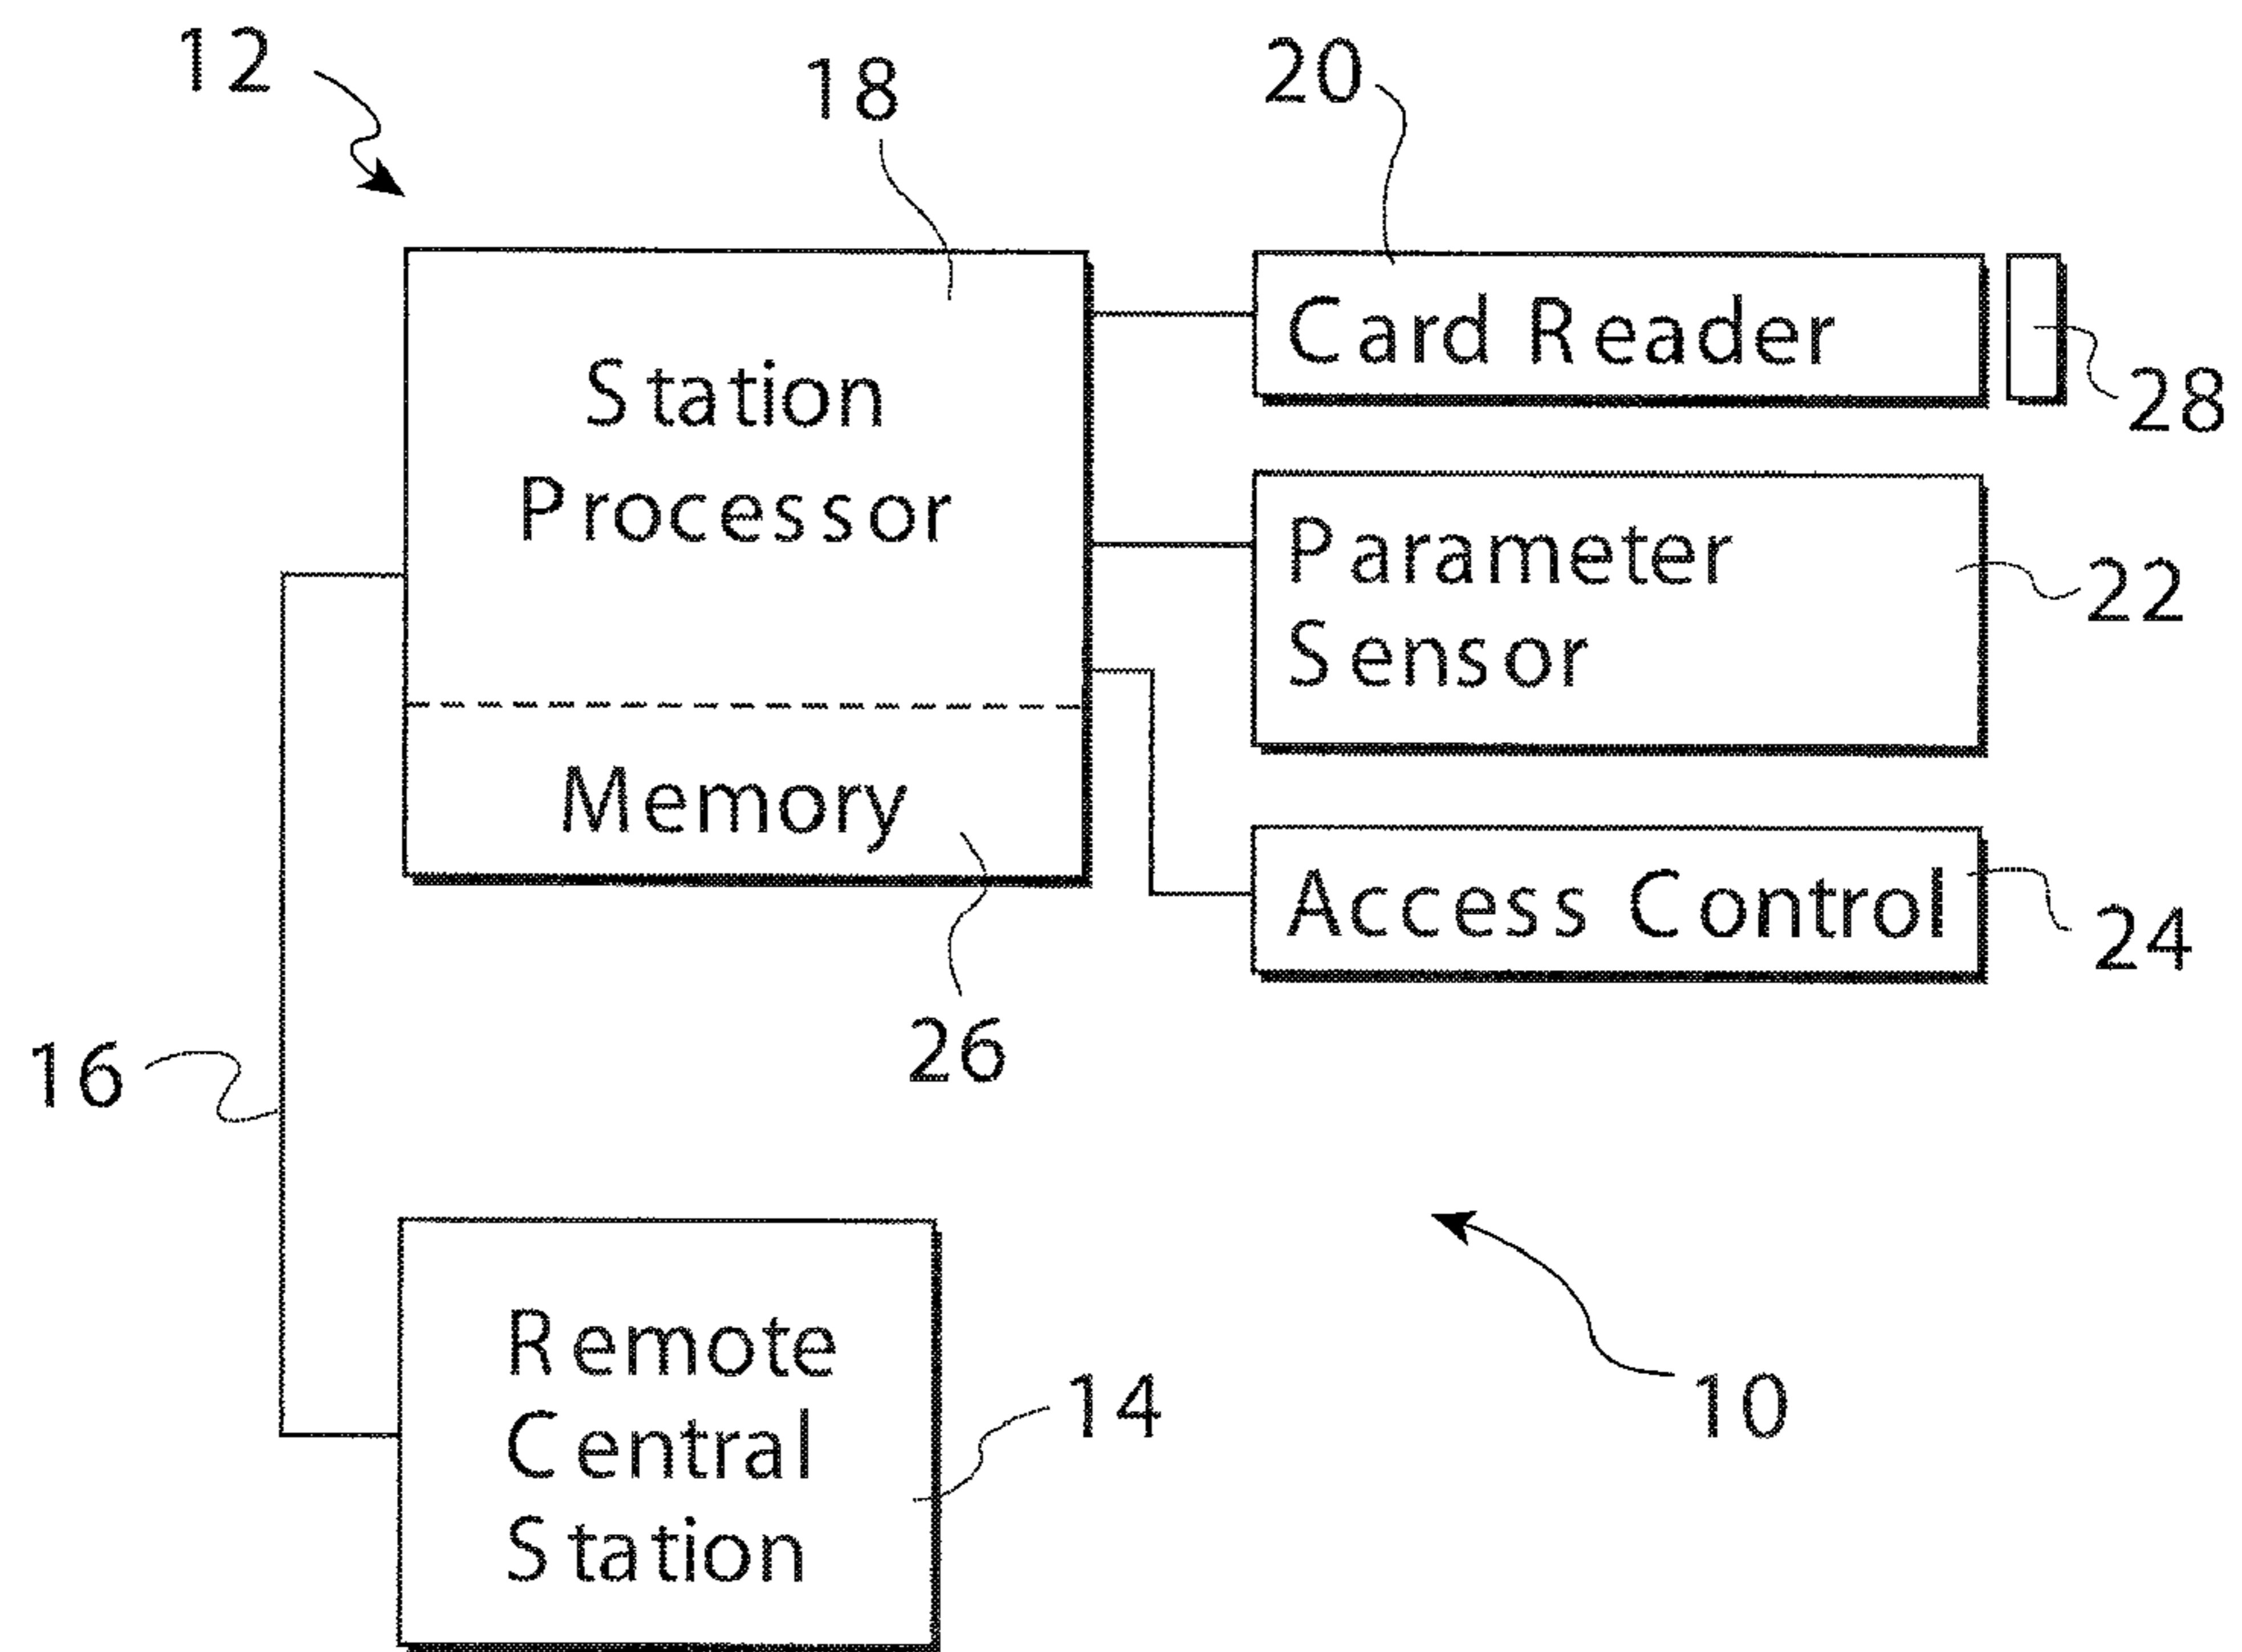 12
18
20
Station
Processor
Card Reader
28
Parameter
Sensor
22
Memory
Access Control
24
26
16
Remote
Central
Station
14
10